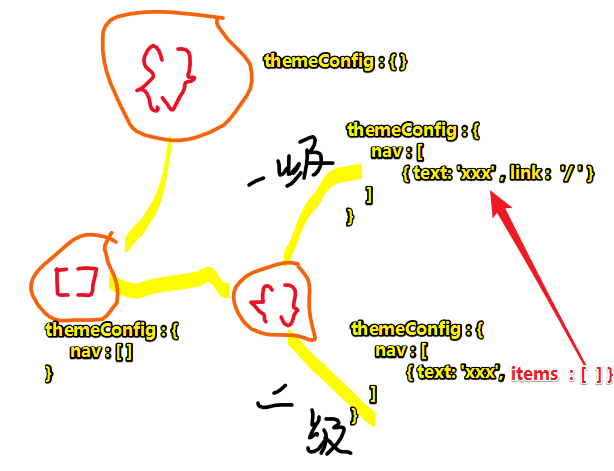 {}
themeConfig : { }
一级
themeConfig : {
nav : [
{ text: 'xxx' , link : '/ ' }
]
}
[]
themeConfig : {
nav : [ ]
}
{}
themeConfig : {
nav : [
{ text: 'xxx', items : [ ] }
]
}
二级